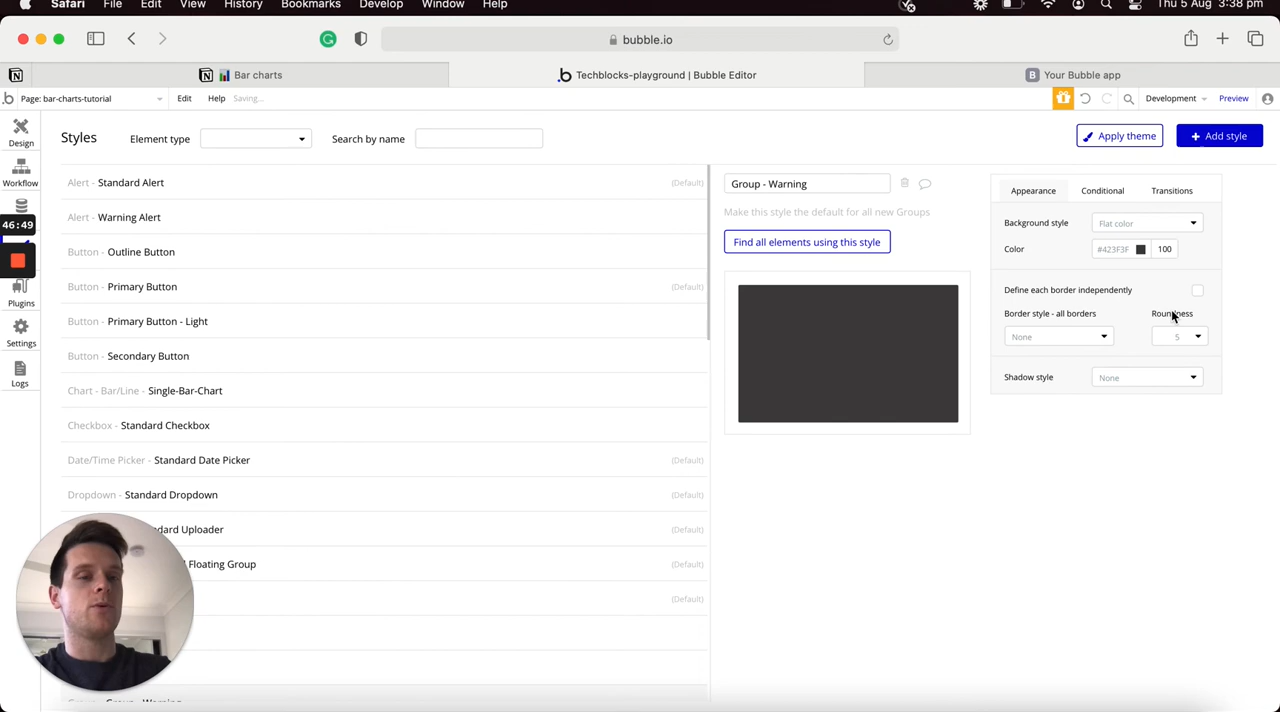 Safari File Edit View History Bookmarks Develop Window Help Thu 5 Aug 3:38 pm
bubble.io
Bar charts
Techblocks-playground | Bubble Editor
Your Bubble app
Page: bar-charts-tutorial Edit Help Saving... Development Preview
Styles Element type Search by name Apply theme + Add style
Design
Workflow
46:49
Plugins
Settings
Logs
Alert - Standard Alert (Default)
Alert - Warning Alert
Button - Outline Button
Button - Primary Button (Default)
Button - Primary Button - Light
Button - Secondary Button
Chart - Bar/Line - Single-Bar-Chart
Checkbox - Standard Checkbox
Date/Time Picker - Standard Date Picker (Default)
Dropdown - Standard Dropdown (Default)
Uploader (Default)
Floating Group (Default)
(Default)
Group - Warning
Make this style the default for all new Groups
Find all elements using this style
Appearance Conditional Transitions
Background style Flat color
Color #423F3F 100
Define each border independently
Border style - all borders Roundness
None 5
Shadow style None